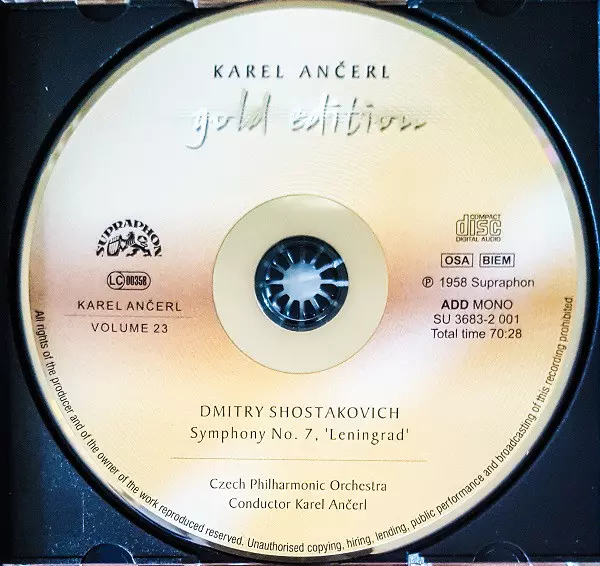 KAREL ANČERL
gold edition
SUPRAPHON
LC 00358
KAREL ANČERL
VOLUME 23
COMPACT
disc
DIGITAL AUDIO
OSA BIEM
Ⓟ 1958 Supraphon
ADD MONO
SU 3683-2 001
Total time 70:28
DMITRY SHOSTAKOVICH
Symphony No. 7, 'Leningrad'
Czech Philharmonic Orchestra
Conductor Karel Ančerl
All rights of the producer and of the owner of the work reproduced reserved. Unauthorised copying, hiring, lending, public performance and broadcasting of this recording prohibited.